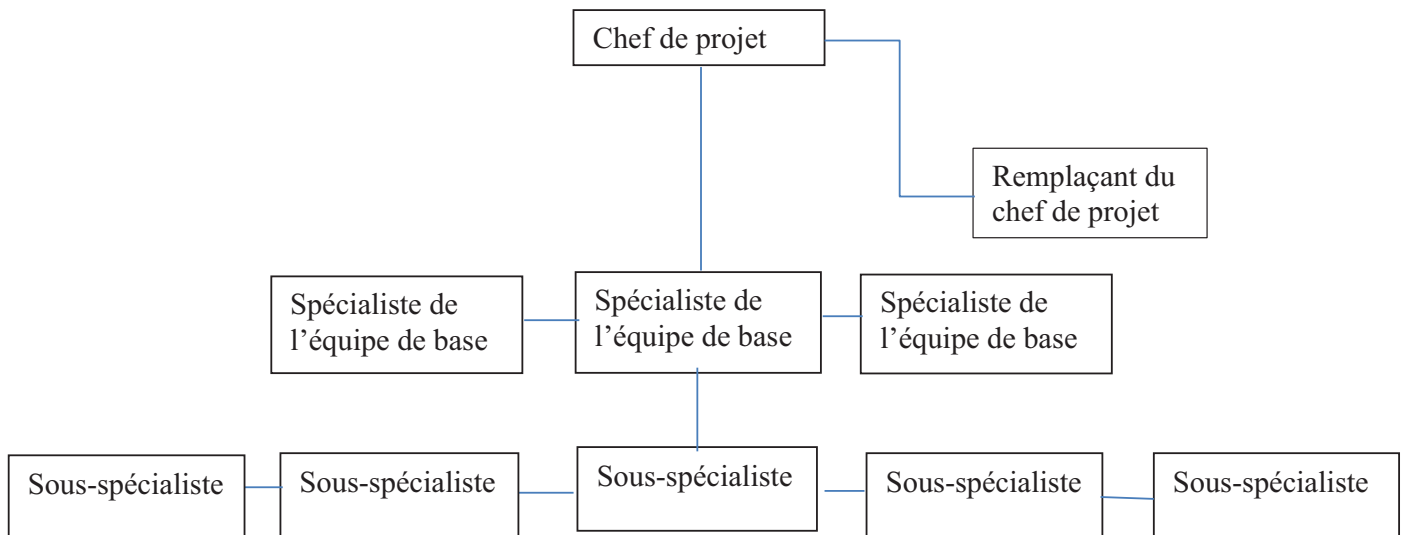 Chef de projet
Remplaçant du
chef de projet
Spécialiste de
l’équipe de base
Spécialiste de
l’équipe de base
Spécialiste de
l’équipe de base
Sous-spécialiste
Sous-spécialiste
Sous-spécialiste
Sous-spécialiste
Sous-spécialiste